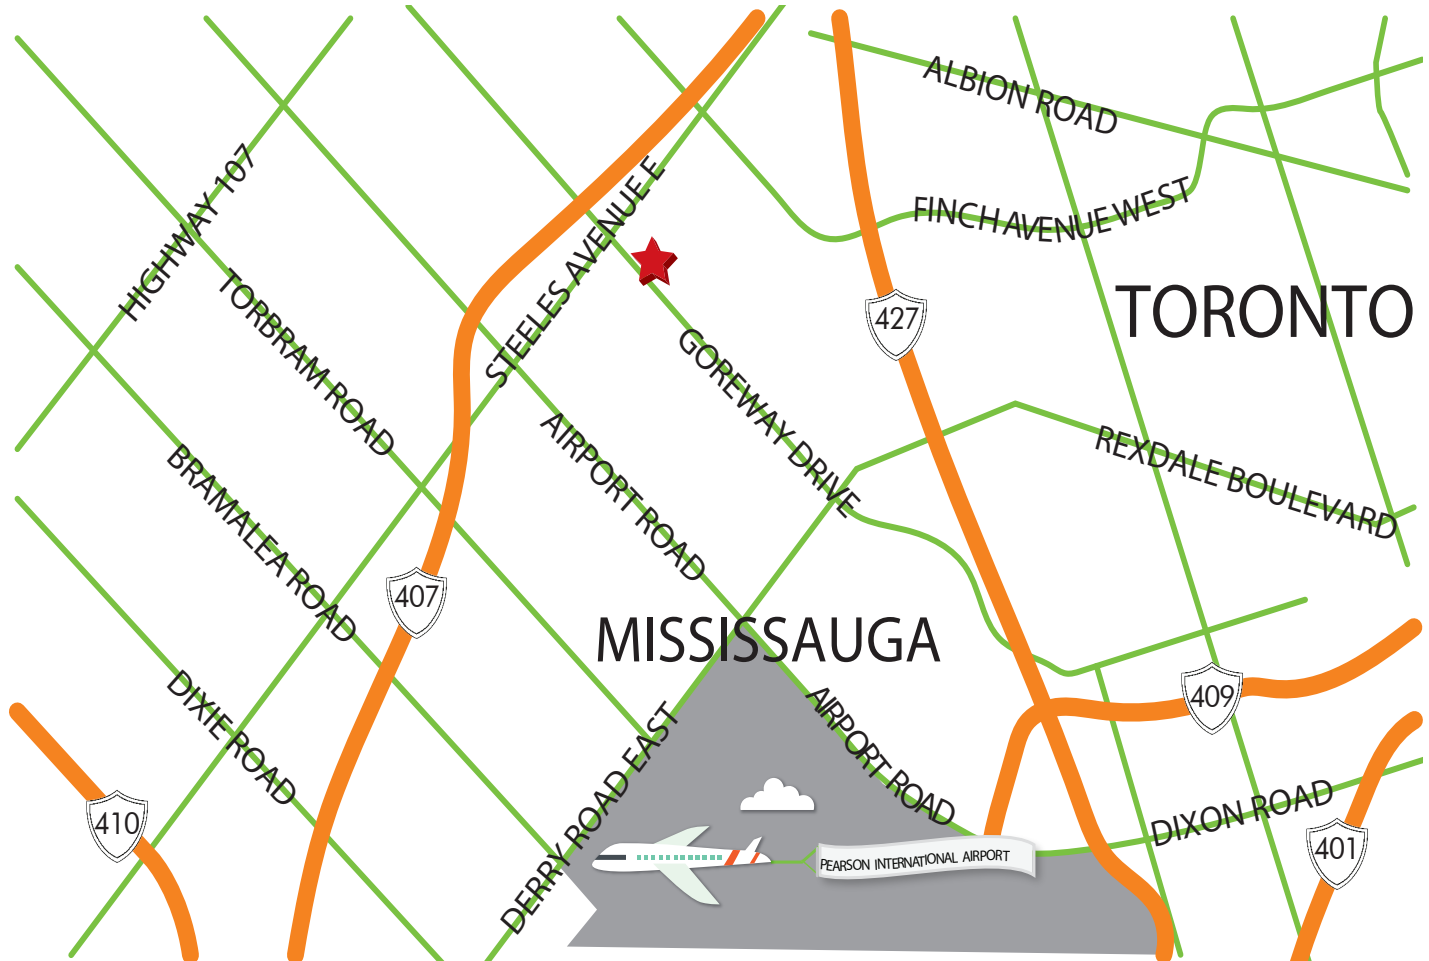 ALBION ROAD
HIGHWAY 107
STEELES AVENUE E
FINCH AVENUE WEST
TORONTO
427
TORBRAM ROAD
GOREWAY DRIVE
AIRPORT ROAD
REXDALE BOULEVARD
BRAMALEA ROAD
407
MISSISSAUGA
DIXIE ROAD
409
AIRPORT ROAD
DERRY ROAD EAST
DIXON ROAD
410
401
PEARSON INTERNATIONAL AIRPORT